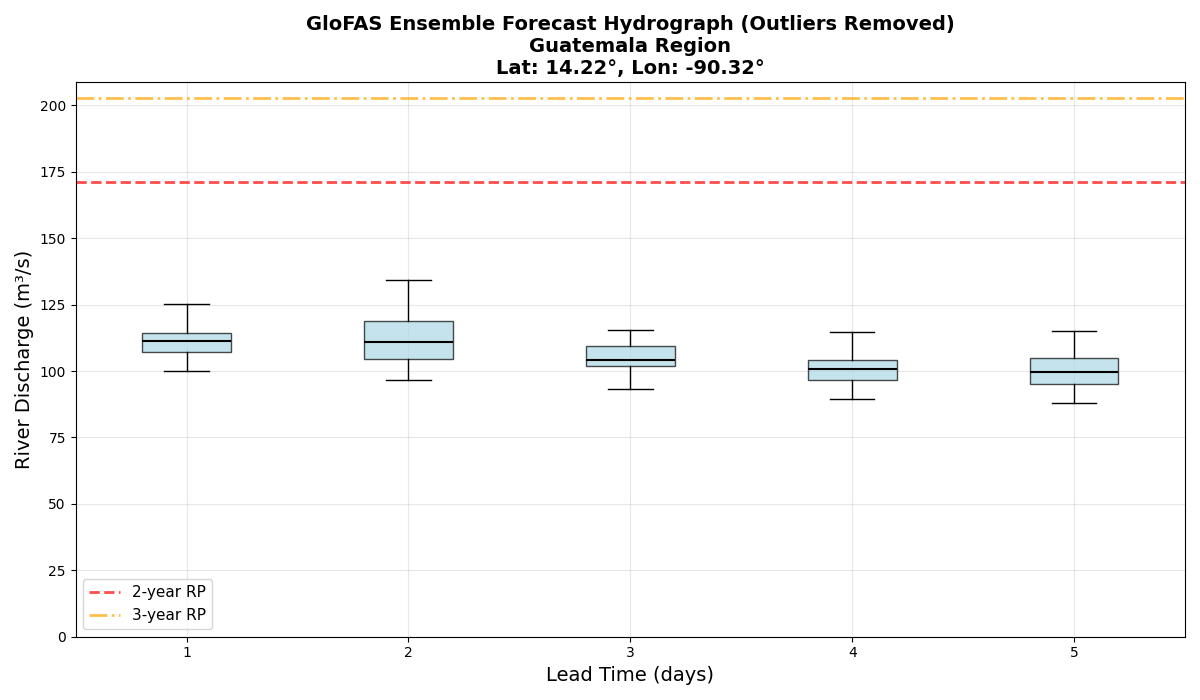 GloFAS Ensemble Forecast Hydrograph (Outliers Removed)
Guatemala Region
Lat: 14.22°, Lon: -90.32°
River Discharge (m³/s)
200
175
150
125
100
75
50
25
0
2-year RP
3-year RP
1 2 3 4 5
Lead Time (days)